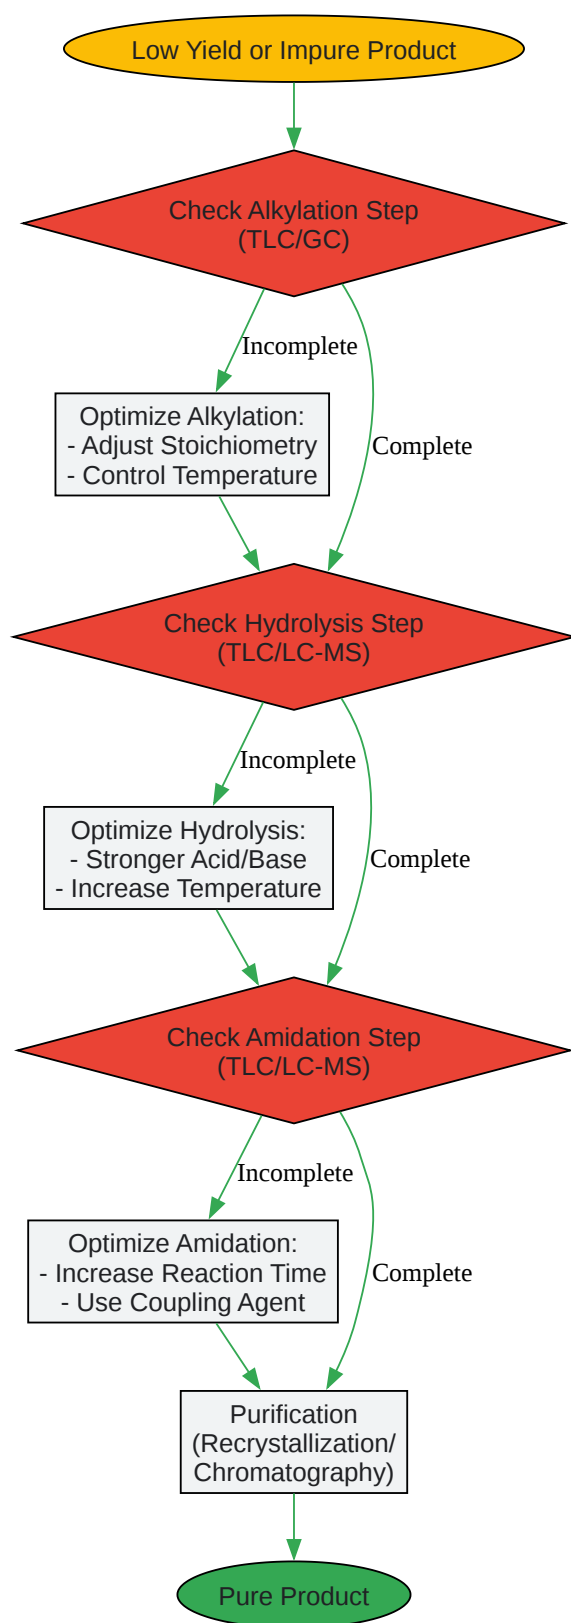 Low Yield or Impure Product
Check Alkylation Step
(TLC/GC)
Incomplete
Optimize Alkylation:
- Adjust Stoichiometry
- Control Temperature
Complete
Check Hydrolysis Step
(TLC/LC-MS)
Incomplete
Optimize Hydrolysis:
- Stronger Acid/Base
- Increase Temperature
Complete
Check Amidation Step
(TLC/LC-MS)
Incomplete
Optimize Amidation:
- Increase Reaction Time
- Use Coupling Agent
Complete
Purification
(Recrystallization/
Chromatography)
Pure Product